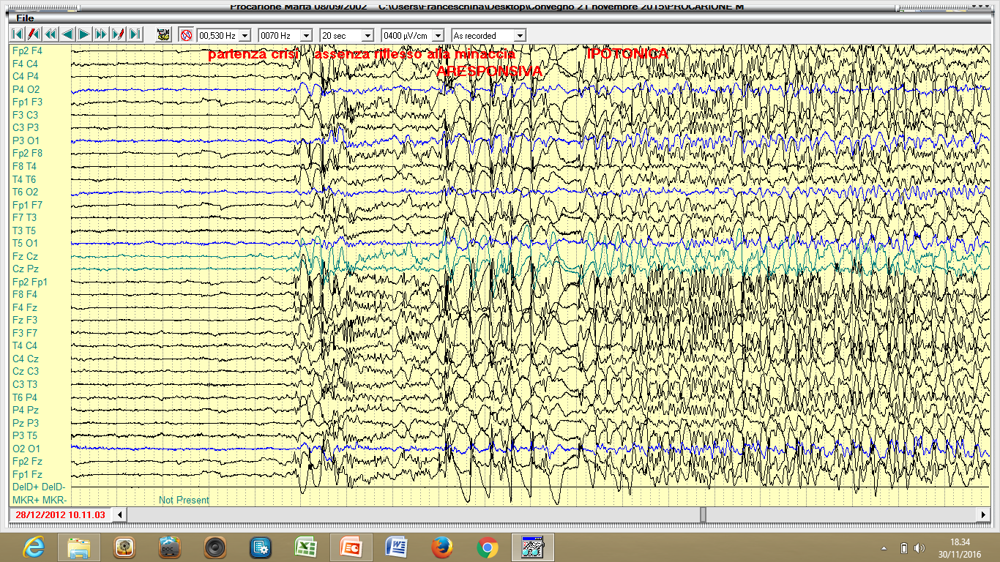 Procarione Marta 08/09/2002 C:\Users\Franceschina\Desktop\Convegno 21 novembre 2015\PROCARIONE M
File
00,530 Hz 0070 Hz 20 sec 0400 µV/cm As recorded
partenza crisi assenza riflesso alla minaccia IPOTONICA
ARESPONSIVA
Fp2 F4
F4 C4
C4 P4
P4 O2
Fp1 F3
F3 C3
C3 P3
P3 O1
Fp2 F8
F8 T4
T4 T6
T6 O2
Fp1 F7
F7 T3
T3 T5
T5 O1
Fz Cz
Cz Pz
Fp2 Fp1
F8 F4
F4 Fz
Fz F3
F3 F7
T4 C4
C4 Cz
Cz C3
C3 T3
T6 P4
P4 Pz
Pz P3
P3 T5
O2 O1
Fp2 Fz
Fp1 Fz
DelD+ DelD-
MKR+ MKR- Not Present
28/12/2012 10.11.03
DOC
18.34
30/11/2016